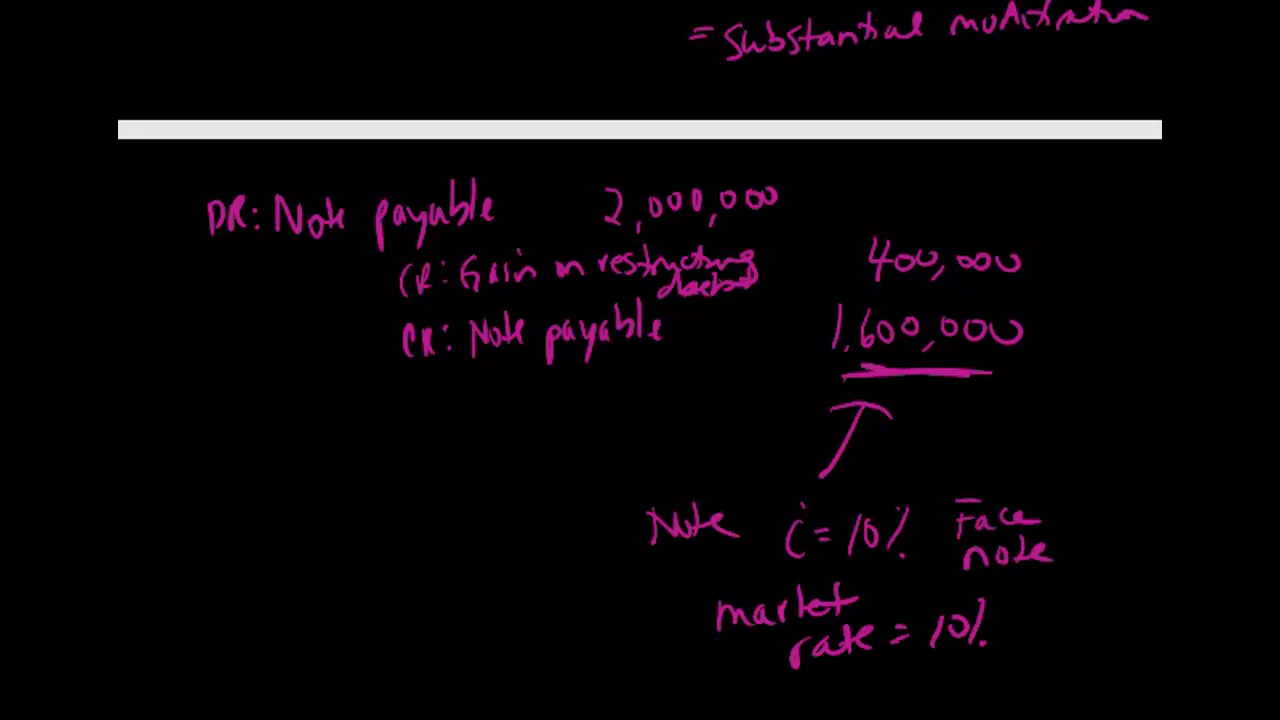 = Substantial modification
DR: Note payable 2,000,000
CR: Gain on restructuring 400,000
CR: Note payable 1,600,000
Note i = 10% Face
note
market
rate = 10%